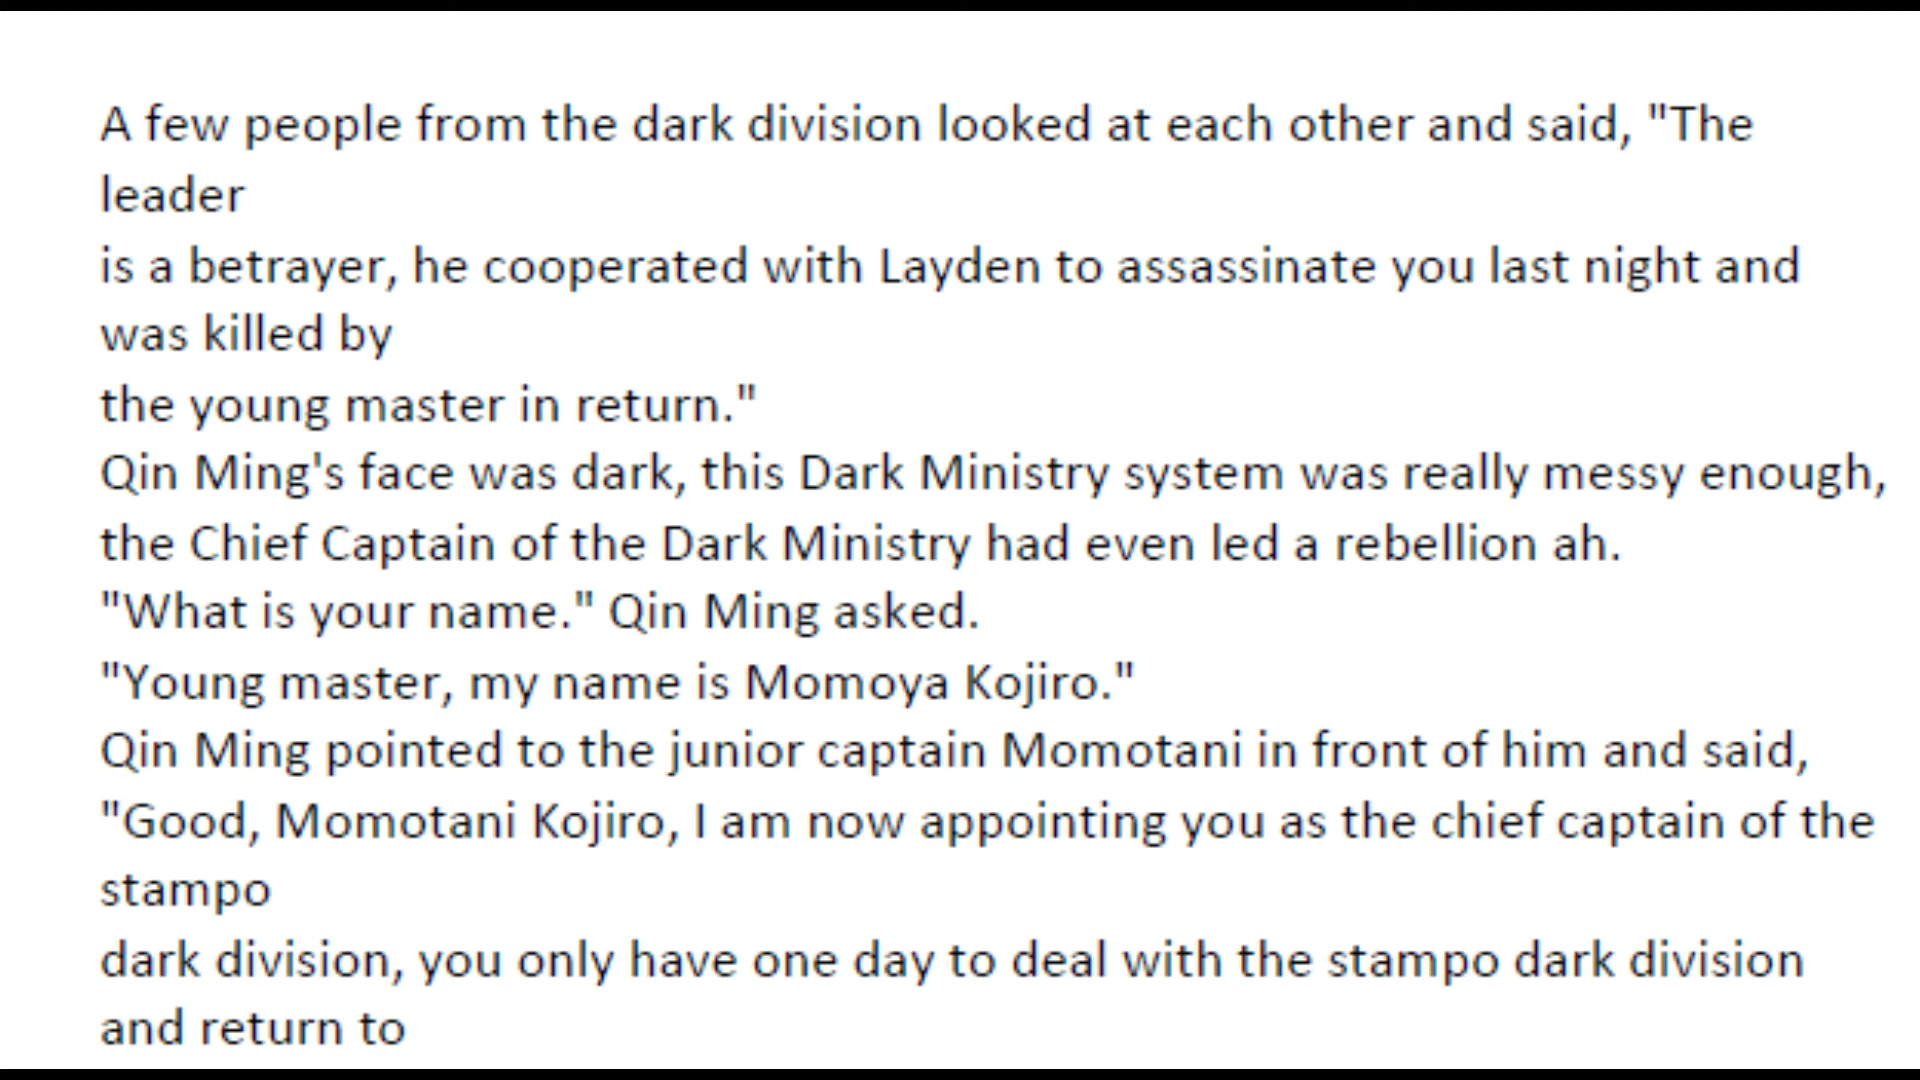 A few people from the dark division looked at each other and said, "The
leader
is a betrayer, he cooperated with Layden to assassinate you last night and
was killed by
the young master in return."
Qin Ming's face was dark, this Dark Ministry system was really messy enough,
the Chief Captain of the Dark Ministry had even led a rebellion ah.
"What is your name." Qin Ming asked.
"Young master, my name is Momoya Kojiro."
Qin Ming pointed to the junior captain Momotani in front of him and said,
"Good, Momotani Kojiro, I am now appointing you as the chief captain of the
stampo
dark division, you only have one day to deal with the stampo dark division
and return to